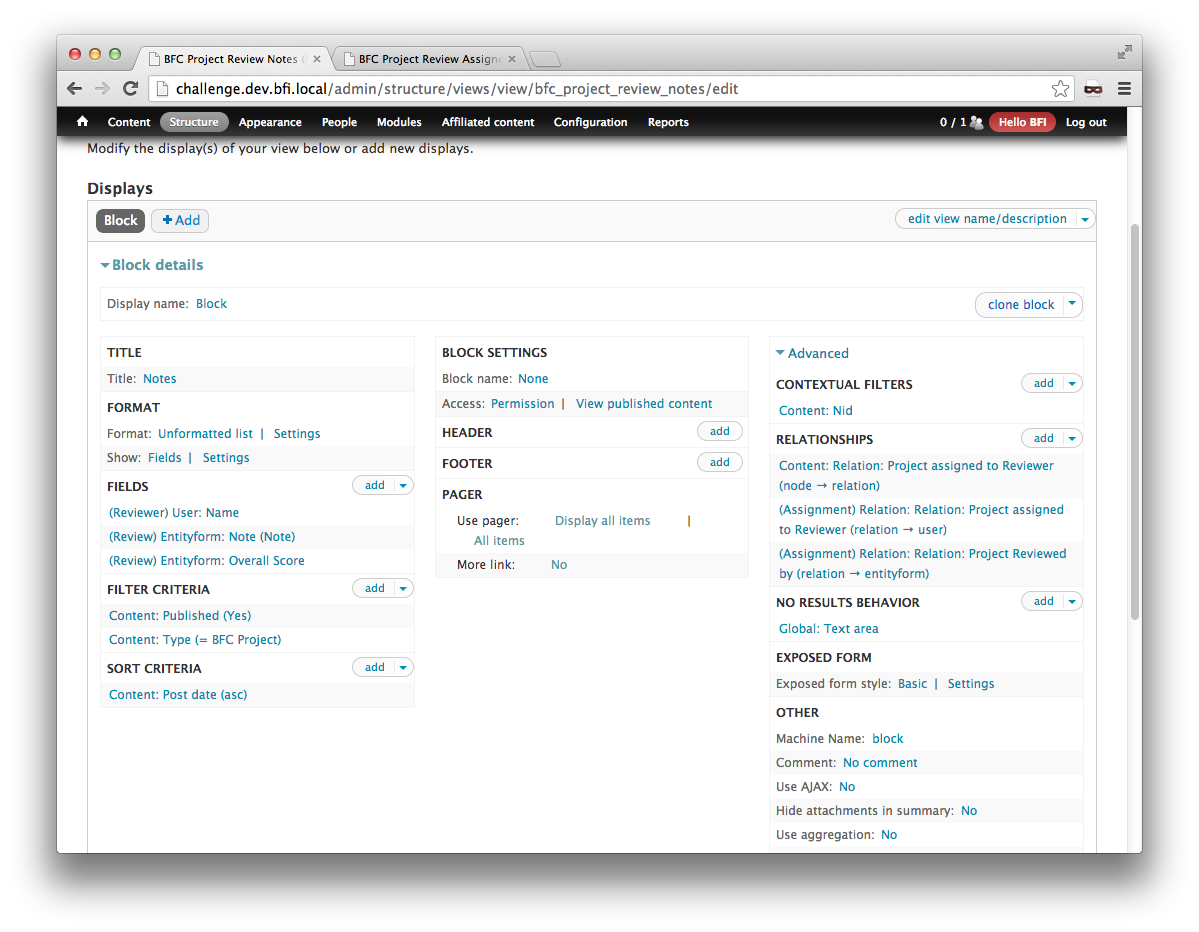 BFC Project Review Notes (
BFC Project Review Assign
challenge.dev.bfi.local/admin/structure/views/view/bfc_project_review_notes/edit
Content Structure Appearance People Modules Affiliated content Configuration Reports 0 / 1 Hello BFI Log out
Modify the display(s) of your view below or add new displays.
Displays
Block + Add edit view name/description
Block details
Display name: Block clone block
TITLE
Title: Notes
FORMAT
Format: Unformatted list | Settings
Show: Fields | Settings
FIELDS add
(Reviewer) User: Name
(Review) Entityform: Note (Note)
(Review) Entityform: Overall Score
FILTER CRITERIA add
Content: Published (Yes)
Content: Type (= BFC Project)
SORT CRITERIA add
Content: Post date (asc)
BLOCK SETTINGS
Block name: None
Access: Permission | View published content
HEADER add
FOOTER add
PAGER
Use pager: Display all items |
All items
More link: No
Advanced
CONTEXTUAL FILTERS add
Content: Nid
RELATIONSHIPS add
Content: Relation: Project assigned to Reviewer
(node → relation)
(Assignment) Relation: Relation: Project assigned
to Reviewer (relation → user)
(Assignment) Relation: Relation: Project Reviewed
by (relation → entityform)
NO RESULTS BEHAVIOR add
Global: Text area
EXPOSED FORM
Exposed form style: Basic | Settings
OTHER
Machine Name: block
Comment: No comment
Use AJAX: No
Hide attachments in summary: No
Use aggregation: No